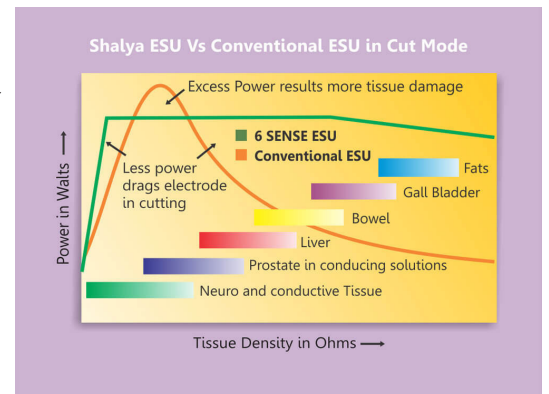 Shalya ESU Vs Conventional ESU in Cut Mode
Excess Power results more tissue damage
6 SENSE ESU
Conventional ESU
Less power
drags electrode
in cutting
Fats
Gall Bladder
Bowel
Liver
Prostate in conducing solutions
Neuro and conductive Tissue
Power in Walts
Tissue Density in Ohms